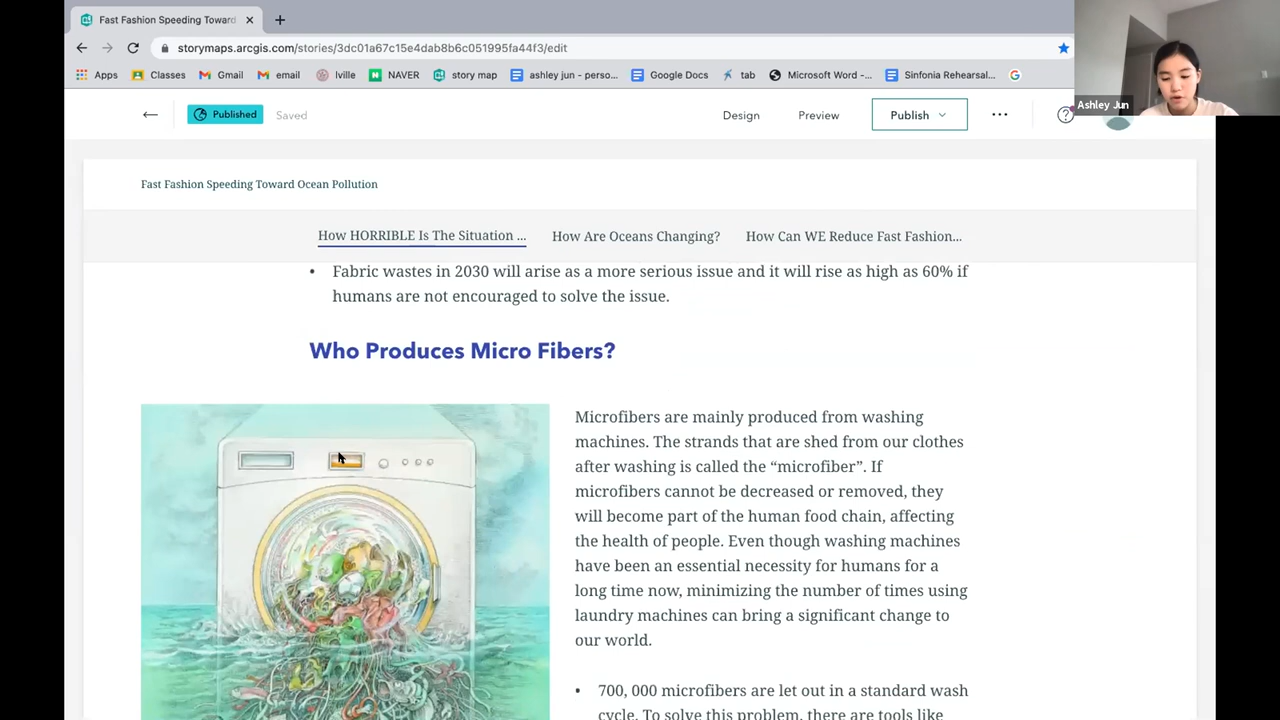 Fast Fashion Speeding Toward
storymaps.arcgis.com/stories/3dc01a67c15e4dab8b6c051995fa44f3/edit
Apps Classes Gmail email lville NAVER story map ashley jun - perso... Google Docs tab Microsoft Word -... Sinfonia Rehearsal...
Ashley Jun
Published Saved Design Preview Publish
Fast Fashion Speeding Toward Ocean Pollution
How HORRIBLE Is The Situation ... How Are Oceans Changing? How Can WE Reduce Fast Fashion...
• Fabric wastes in 2030 will arise as a more serious issue and it will rise as high as 60% if
humans are not encouraged to solve the issue.
Who Produces Micro Fibers?
Microfibers are mainly produced from washing
machines. The strands that are shed from our clothes
after washing is called the “microfiber”. If
microfibers cannot be decreased or removed, they
will become part of the human food chain, affecting
the health of people. Even though washing machines
have been an essential necessity for humans for a
long time now, minimizing the number of times using
laundry machines can bring a significant change to
our world.
• 700, 000 microfibers are let out in a standard wash
cycle. To solve this problem, there are tools like